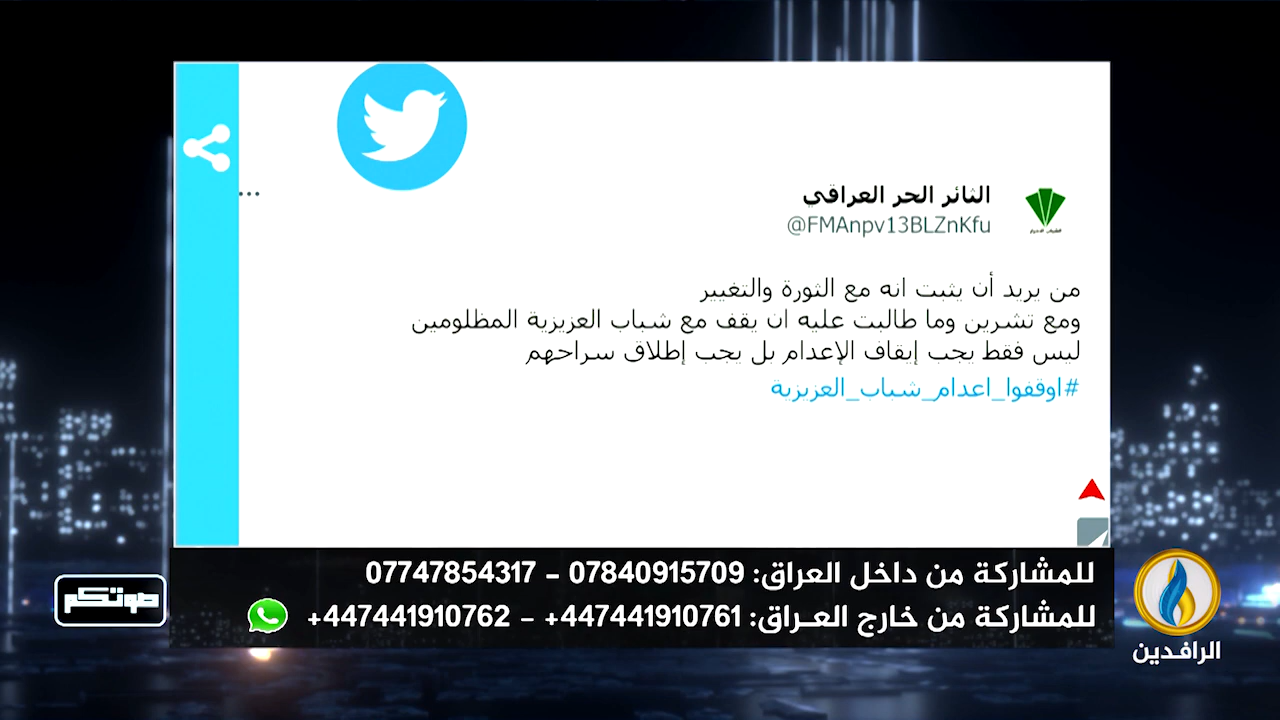 الثائر الحر العراقي
@FMAnpv13BLZnKfu
من يريد أن يثبت انه مع الثورة والتغيير
ومع تشرين وما طالبت عليه ان يقف مع شباب العزيزية المظلومين
ليس فقط يجب إيقاف الإعدام بل يجب إطلاق سراحهم
#اوقفوا_اعدام_شباب_العزيزية
للمشاركة من داخل العراق: 07840915709 - 07747854317
للمشاركة من خارج العـراق: 447441910761+ - 447441910762+
صوتكم
الرافدين